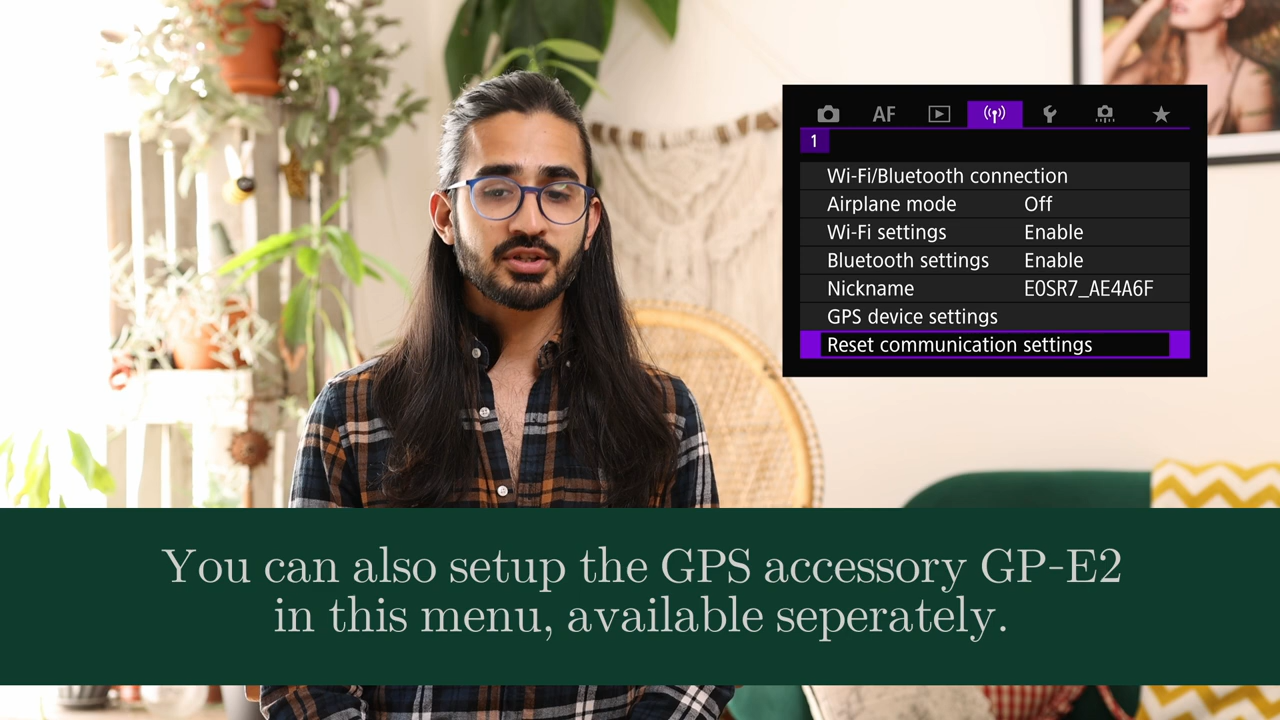 AF
1
Wi-Fi/Bluetooth connection
Airplane mode Off
Wi-Fi settings Enable
Bluetooth settings Enable
Nickname E0SR7_AE4A6F
GPS device settings
Reset communication settings
You can also setup the GPS accessory GP-E2
in this menu, available seperately.